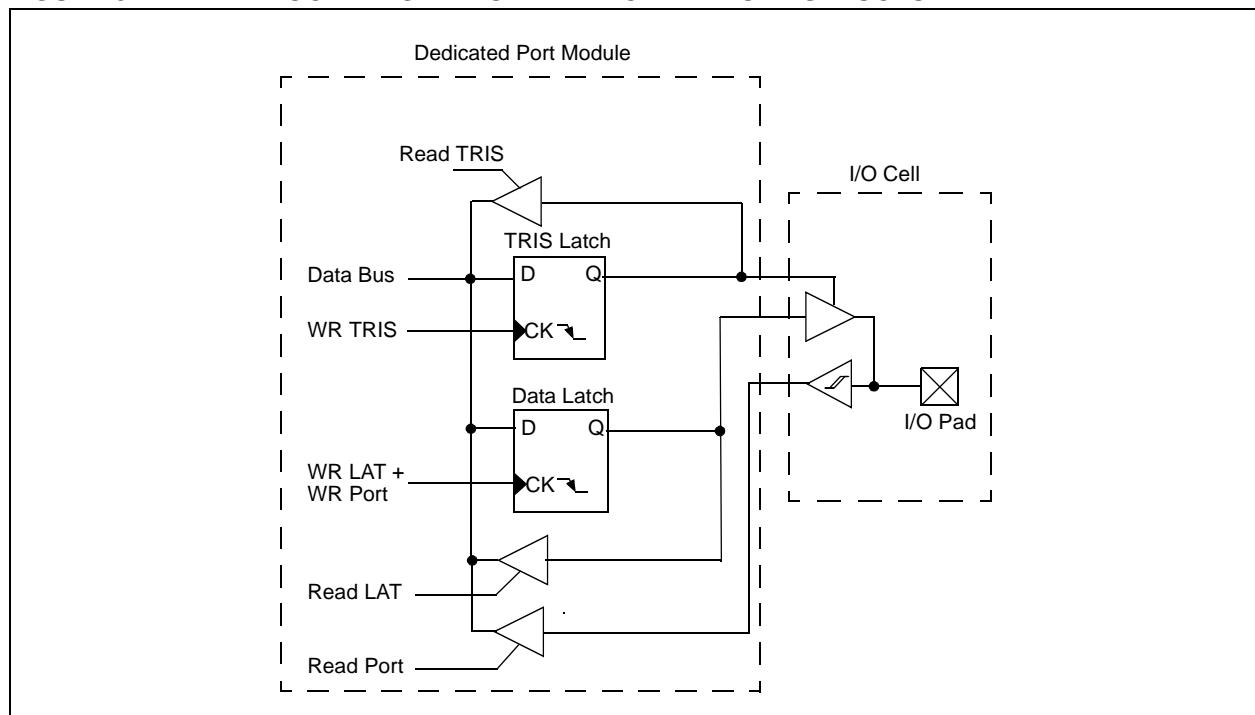 Dedicated Port Module
Read TRIS
I/O Cell
TRIS Latch
Data Bus
D
Q
WR TRIS
CK
Data Latch
I/O Pad
D
Q
WR LAT +
WR Port
CK
Read LAT
Read Port